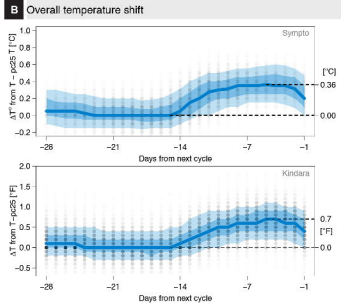 B Overall temperature shift
Sympto
ΔT° from T – pc25 T [°C]
1.0
0.8
0.6
0.4
0.2
0.0
−0.2
[°C]
0.36
0.00
−28 −21 −14 −7 −1
Days from next cycle
Kindara
ΔT from T–pc25 [°F]
2.0
1.5
1.0
0.5
0.0
−0.5
0.7
[°F]
0.0
−28 −21 −14 −7 −1
Days from next cycle